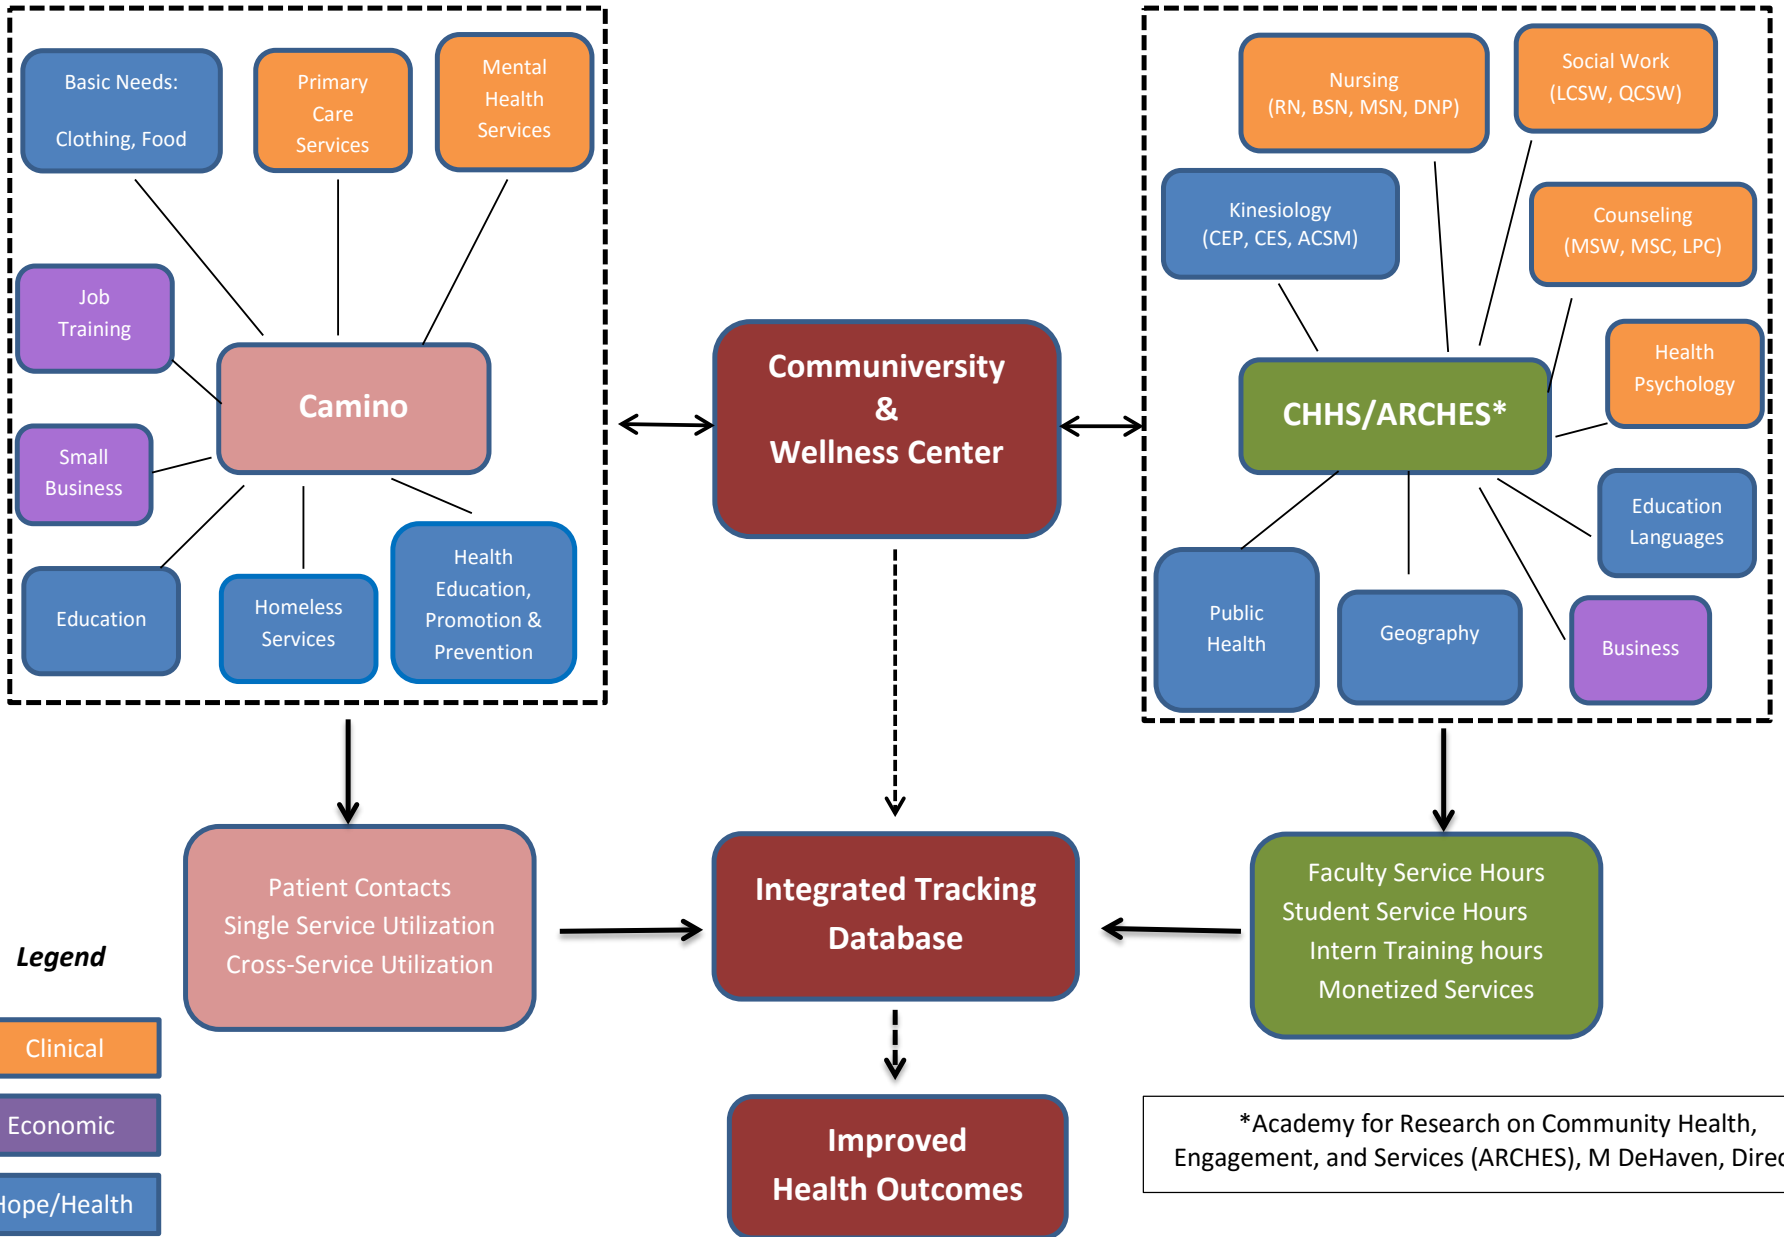 Basic Needs:
Clothing, Food
Primary
Care
Services
Mental
Health
Services
Job
Training
Camino
Small
Business
Education
Homeless
Services
Health
Education,
Promotion &
Prevention
Communiversity
&
Wellness Center
Nursing
(RN, BSN, MSN, DNP)
Social Work
(LCSW, QCSW)
Kinesiology
(CEP, CES, ACSM)
Counseling
(MSW, MSC, LPC)
Health
Psychology
CHHS/ARCHES*
Education
Languages
Public
Health
Geography
Business
Patient Contacts
Single Service Utilization
Cross-Service Utilization
Integrated Tracking
Database
Faculty Service Hours
Student Service Hours
Intern Training hours
Monetized Services
Improved
Health Outcomes
Legend
Clinical
Economic
Hope/Health
*Academy for Research on Community Health,
Engagement, and Services (ARCHES), M DeHaven,